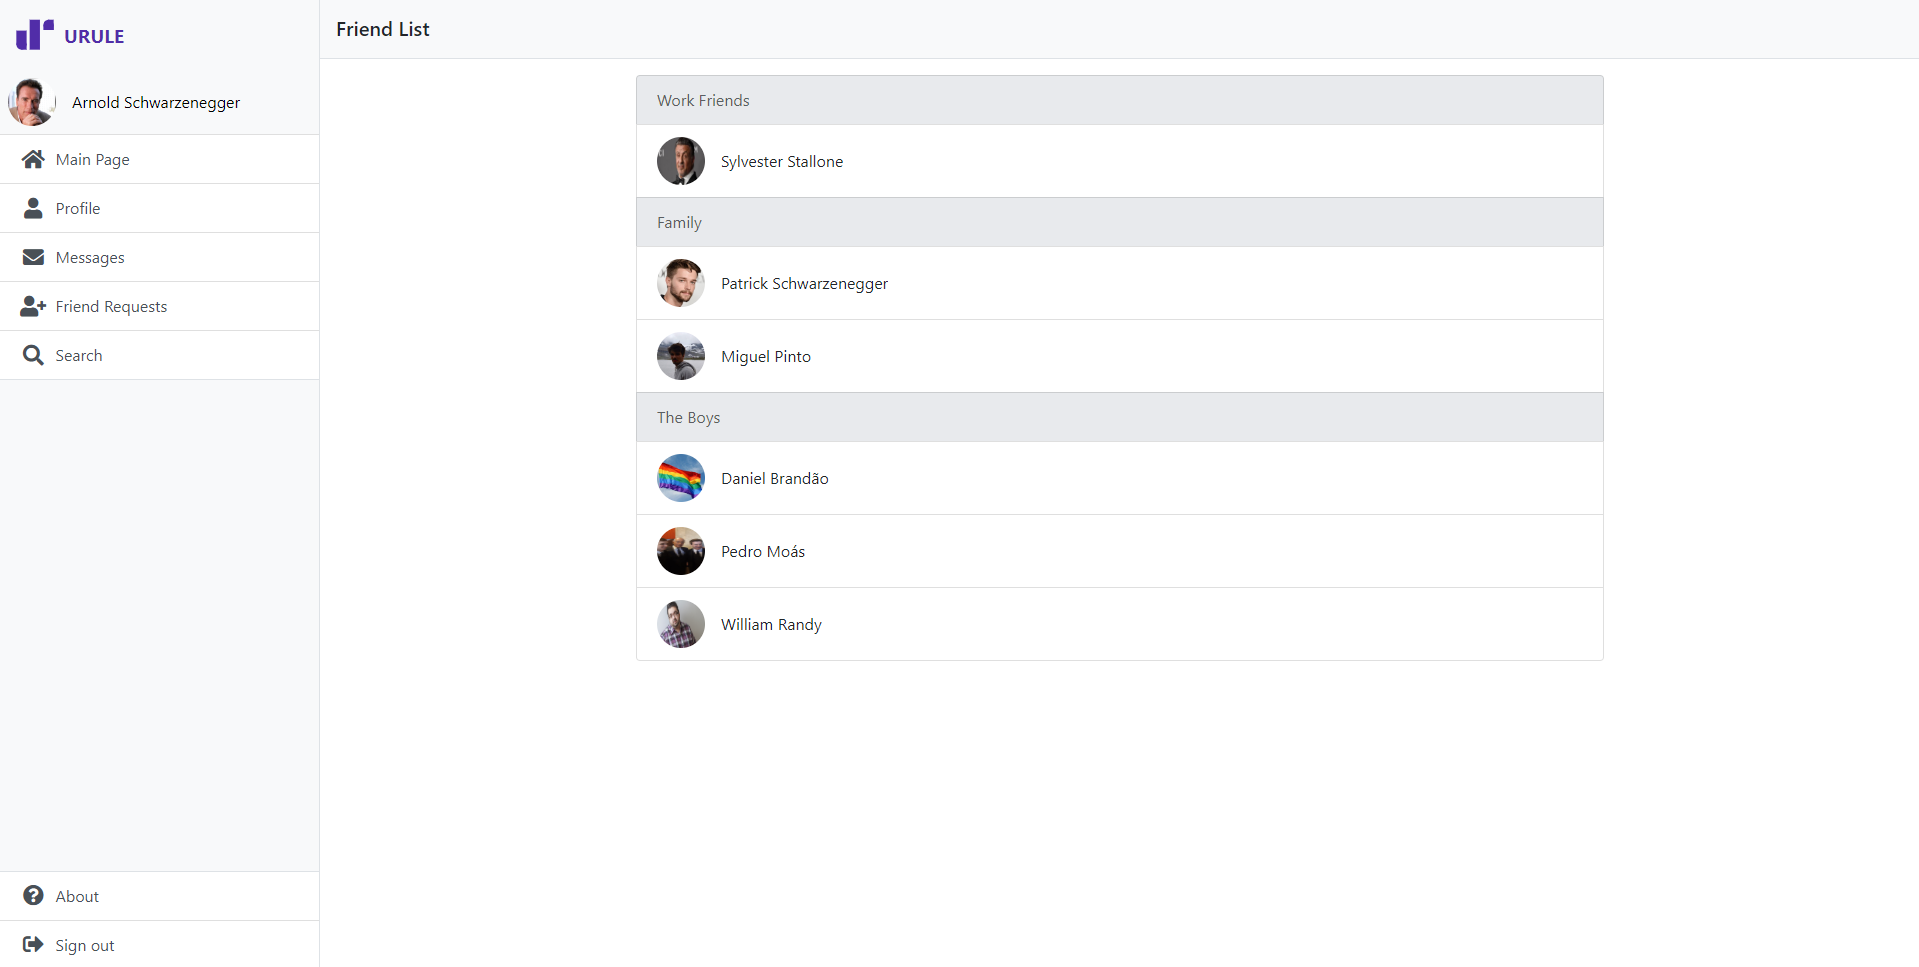 URULE
Arnold Schwarzenegger
Main Page
Profile
Messages
Friend Requests
Search
About
Sign out
Friend List
Work Friends
Sylvester Stallone
Family
Patrick Schwarzenegger
Miguel Pinto
The Boys
Daniel Brandão
Pedro Moás
William Randy